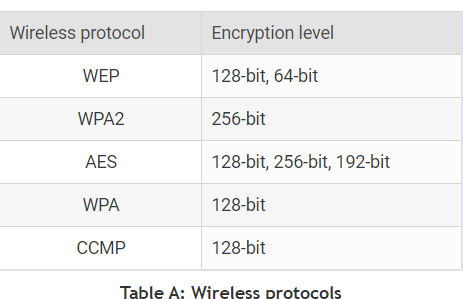 Wireless protocol Encryption level
WEP 128-bit, 64-bit
WPA2 256-bit
AES 128-bit, 256-bit, 192-bit
WPA 128-bit
CCMP 128-bit
Table A: Wireless protocols